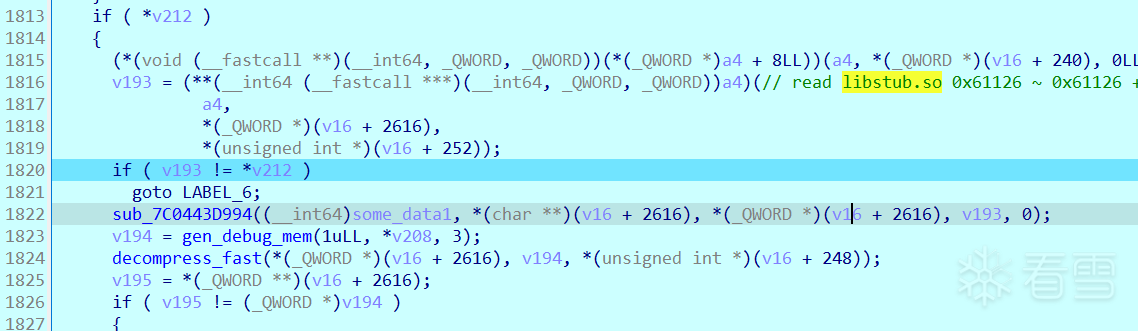 1813 if ( *v212 )
1814 {
1815 (*(void (__fastcall **)(__int64, _QWORD, _QWORD))(*(_QWORD *)a4 + 8LL))(a4, *(_QWORD *)(v16 + 240), 0LL
1816 v193 = (**(__int64 (__fastcall ***)(__int64, _QWORD, _QWORD))a4)(// read libstub.so 0x61126 ~ 0x61126 +
1817 a4,
1818 *(_QWORD *)(v16 + 2616),
1819 *(unsigned int *)(v16 + 252));
1820 if ( v193 != *v212 )
1821 goto LABEL_6;
1822 sub_7C0443D994((__int64)some_data1, *(char **)(v16 + 2616), *(_QWORD *)(v16 + 2616), v193, 0);
1823 v194 = gen_debug_mem(1uLL, *v208, 3);
1824 decompress_fast(*(_QWORD *)(v16 + 2616), v194, *(unsigned int *)(v16 + 248));
1825 v195 = *(_QWORD **)(v16 + 2616);
1826 if ( v195 != (_QWORD *)v194 )
1827 {
看雪